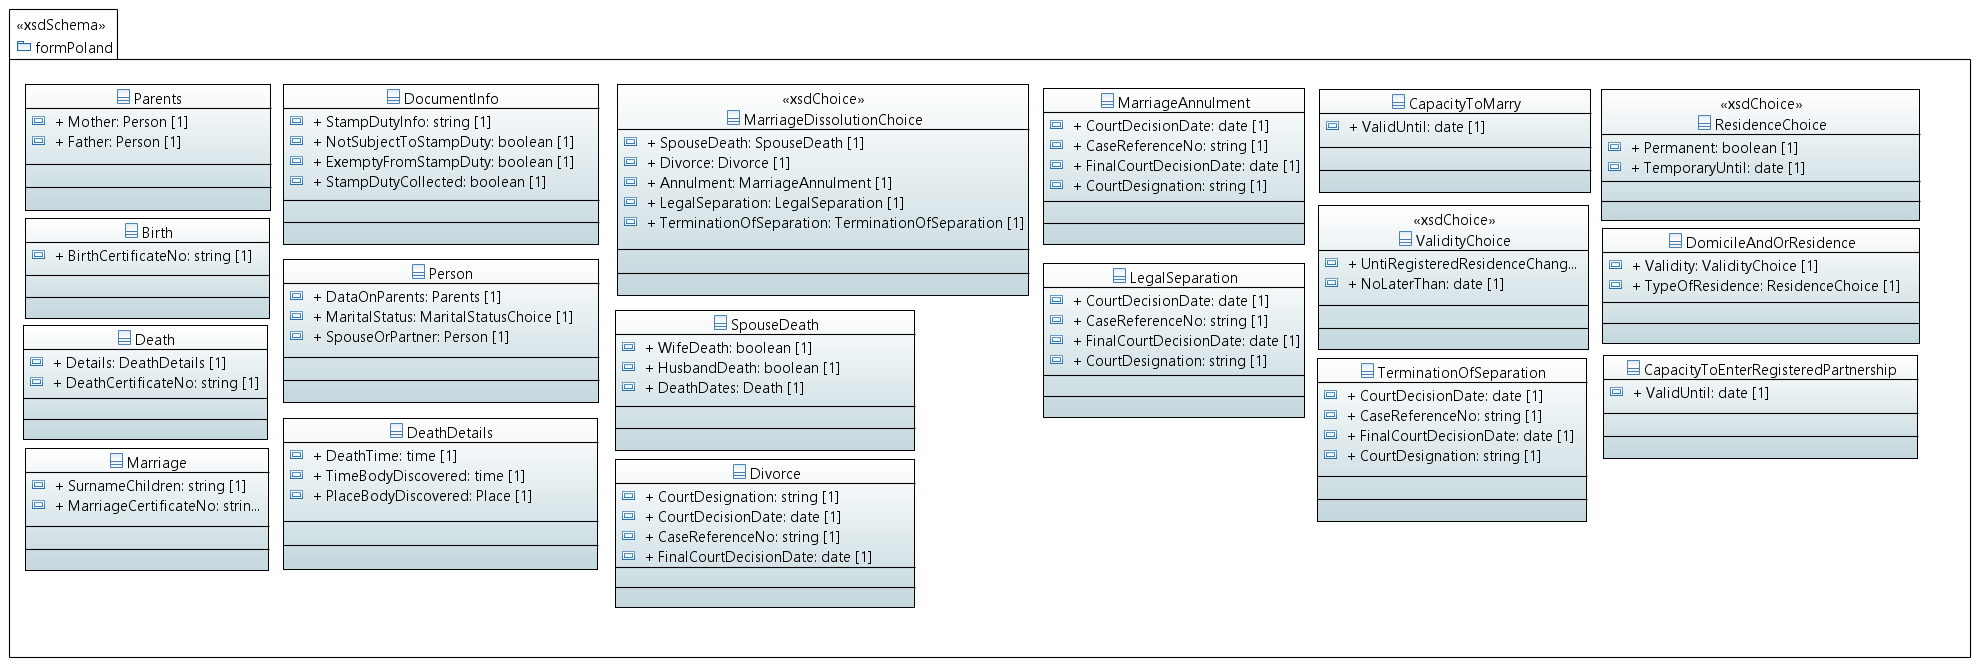 «xsdSchema»
formPoland
Parents
+ Mother: Person [1]
+ Father: Person [1]
Birth
+ BirthCertificateNo: string [1]
Death
+ Details: DeathDetails [1]
+ DeathCertificateNo: string [1]
Marriage
+ SurnameChildren: string [1]
+ MarriageCertificateNo: strin...
DocumentInfo
+ StampDutyInfo: string [1]
+ NotSubjectToStampDuty: boolean [1]
+ ExemptyFromStampDuty: boolean [1]
+ StampDutyCollected: boolean [1]
Person
+ DataOnParents: Parents [1]
+ MaritalStatus: MaritalStatusChoice [1]
+ SpouseOrPartner: Person [1]
DeathDetails
+ DeathTime: time [1]
+ TimeBodyDiscovered: time [1]
+ PlaceBodyDiscovered: Place [1]
«xsdChoice»
MarriageDissolutionChoice
+ SpouseDeath: SpouseDeath [1]
+ Divorce: Divorce [1]
+ Annulment: MarriageAnnulment [1]
+ LegalSeparation: LegalSeparation [1]
+ TerminationOfSeparation: TerminationOfSeparation [1]
SpouseDeath
+ WifeDeath: boolean [1]
+ HusbandDeath: boolean [1]
+ DeathDates: Death [1]
Divorce
+ CourtDesignation: string [1]
+ CourtDecisionDate: date [1]
+ CaseReferenceNo: string [1]
+ FinalCourtDecisionDate: date [1]
MarriageAnnulment
+ CourtDecisionDate: date [1]
+ CaseReferenceNo: string [1]
+ FinalCourtDecisionDate: date [1]
+ CourtDesignation: string [1]
LegalSeparation
+ CourtDecisionDate: date [1]
+ CaseReferenceNo: string [1]
+ FinalCourtDecisionDate: date [1]
+ CourtDesignation: string [1]
CapacityToMarry
+ ValidUntil: date [1]
«xsdChoice»
ValidityChoice
+ UntiRegisteredResidenceChang...
+ NoLaterThan: date [1]
TerminationOfSeparation
+ CourtDecisionDate: date [1]
+ CaseReferenceNo: string [1]
+ FinalCourtDecisionDate: date [1]
+ CourtDesignation: string [1]
«xsdChoice»
ResidenceChoice
+ Permanent: boolean [1]
+ TemporaryUntil: date [1]
DomicileAndOrResidence
+ Validity: ValidityChoice [1]
+ TypeOfResidence: ResidenceChoice [1]
CapacityToEnterRegisteredPartnership
+ ValidUntil: date [1]